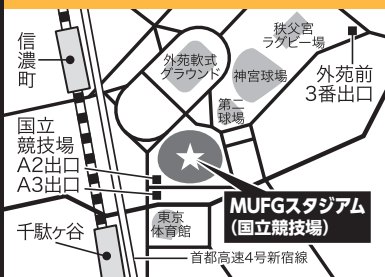 信濃町
外苑軟式
グラウンド
秩父宮
ラグビー場
神宮球場
外苑前
3番出口
第二
球場
国立
競技場
A2出口
A3出口
MUFGスタジアム
(国立競技場)
東京
体育館
千駄ヶ谷
首都高速4号新宿線